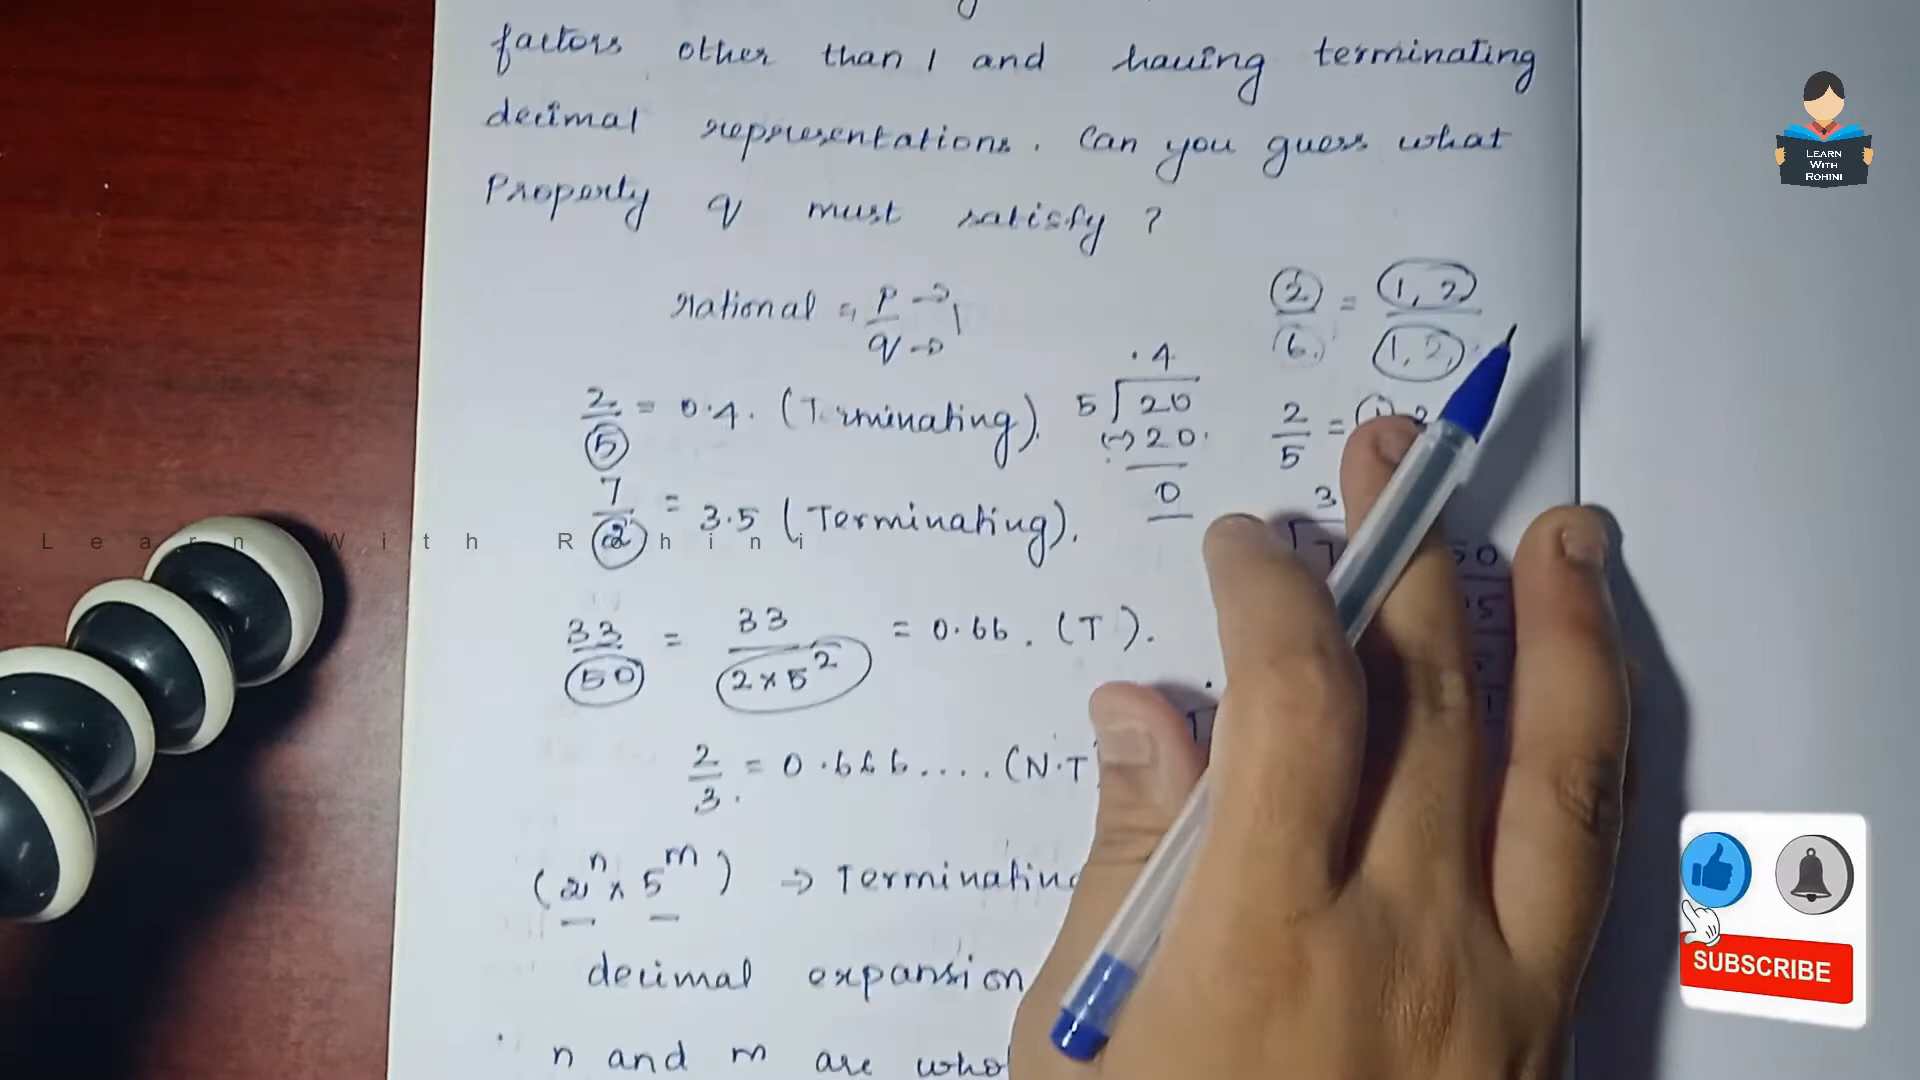 factors other than 1 and having terminating
decimal representations. Can you guess what
Property q must satisfy ?
rational = p/q → 1
2/6 = (1, 2)/(1, 2,
2/5 = 0.4. (Terminating).
.4
5 20
(-) 20
0
2/5 =
7/2 = 3.5 (Terminating).
33/50 = 33/2×5² = 0.66. (T).
2/3 = 0.666.... (N.T)
(2ⁿ × 5ᵐ) → Terminating
decimal expansion
n and m are
Learn With Rohini
LEARN
WITH
ROHINI
SUBSCRIBE